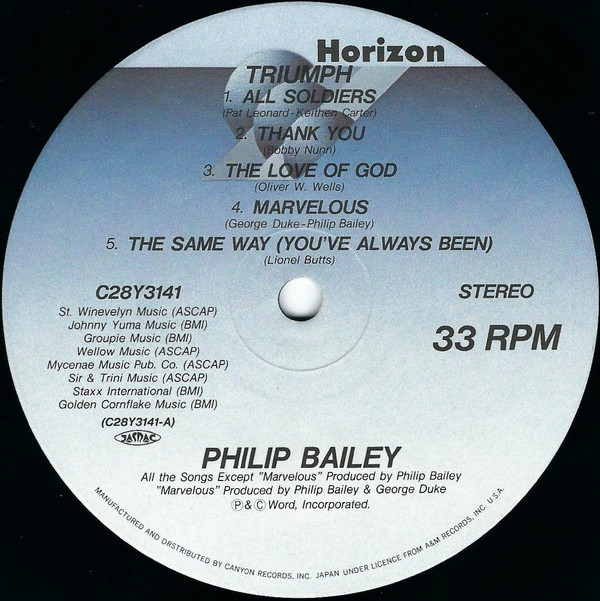 Horizon
TRIUMPH
1. ALL SOLDIERS
(Pat Leonard-Keithen Carter)
2. THANK YOU
(Bobby Nunn)
3. THE LOVE OF GOD
(Oliver W. Wells)
4. MARVELOUS
(George Duke-Philip Bailey)
5. THE SAME WAY (YOU'VE ALWAYS BEEN)
(Lionel Butts)
C28Y3141
STEREO
33 RPM
St. Winevelyn Music (ASCAP)
Johnny Yuma Music (BMI)
Groupie Music (BMI)
Wellow Music (ASCAP)
Mycenae Music Pub. Co. (ASCAP)
Sir & Trini Music (ASCAP)
Staxx International (BMI)
Golden Cornflake Music (BMI)
(C28Y3141-A)
JASRAC
PHILIP BAILEY
All the Songs Except "Marvelous" Produced by Philip Bailey
"Marvelous" Produced by Philip Bailey & George Duke
Ⓟ&Ⓒ Word, Incorporated.
MANUFACTURED AND DRSTRIBUTED BY CANYON RECORDS, INC. JAPAN UNDER LICENCE FROM A&M RECORDS, INC. U.S.A.